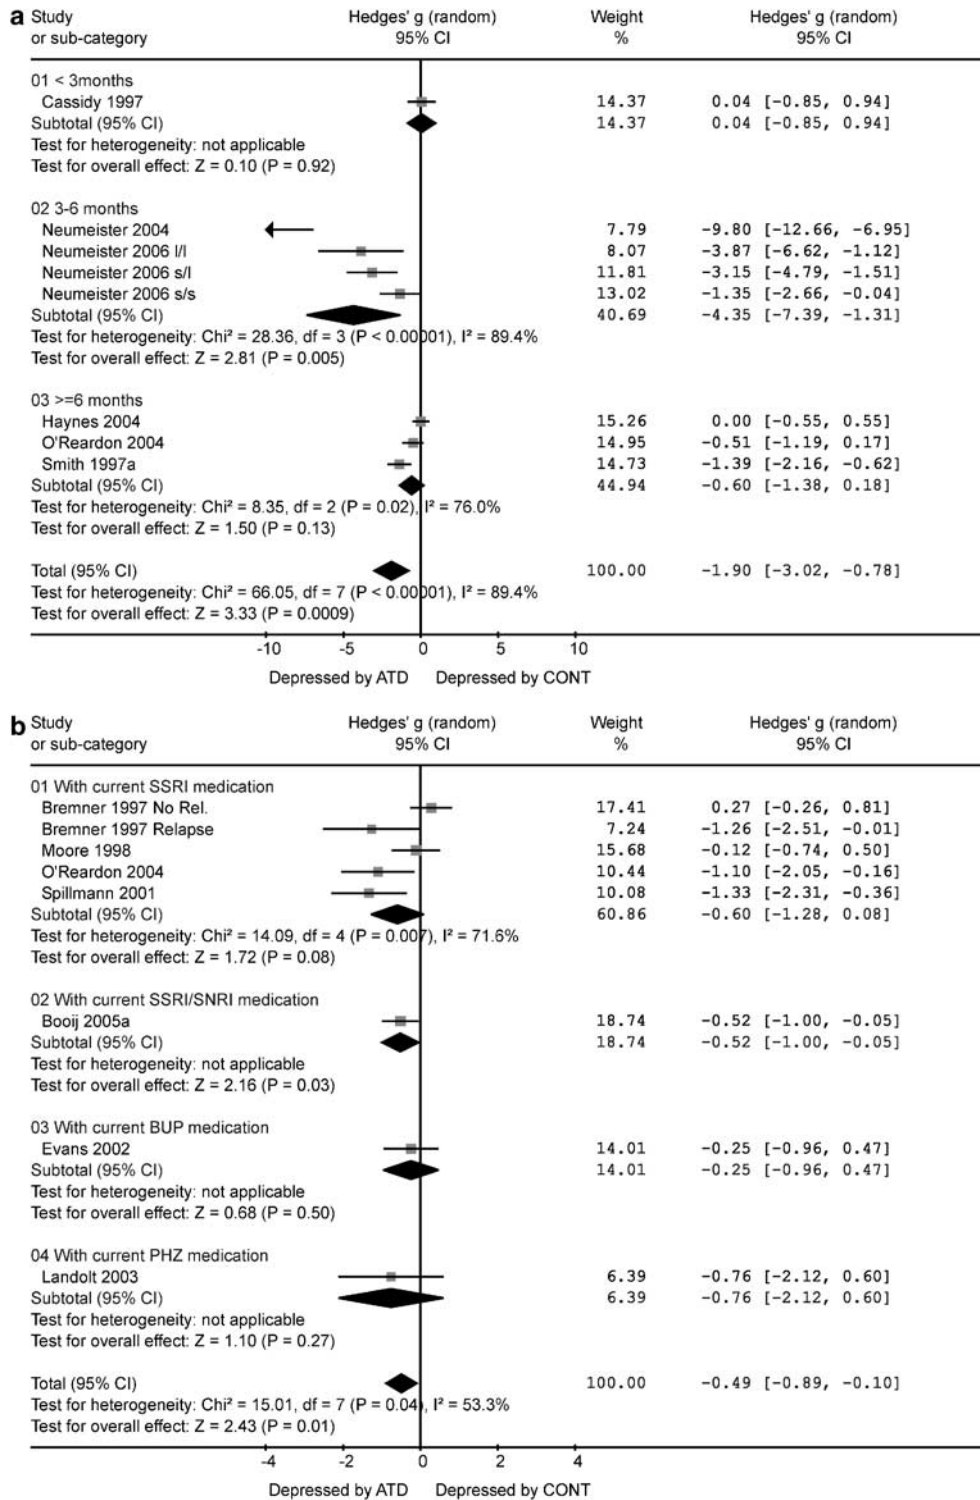 a Study Hedges' g (random) Weight Hedges' g (random)
or sub-category 95% CI % 95% CI
01 < 3months
Cassidy 1997 14.37 0.04 [-0.85, 0.94]
Subtotal (95% CI) 14.37 0.04 [-0.85, 0.94]
Test for heterogeneity: not applicable
Test for overall effect: Z = 0.10 (P = 0.92)
02 3-6 months
Neumeister 2004 7.79 -9.80 [-12.66, -6.95]
Neumeister 2006 l/l 8.07 -3.87 [-6.62, -1.12]
Neumeister 2006 s/l 11.81 -3.15 [-4.79, -1.51]
Neumeister 2006 s/s 13.02 -1.35 [-2.66, -0.04]
Subtotal (95% CI) 40.69 -4.35 [-7.39, -1.31]
Test for heterogeneity: Chi² = 28.36, df = 3 (P < 0.00001), I² = 89.4%
Test for overall effect: Z = 2.81 (P = 0.005)
03 >=6 months
Haynes 2004 15.26 0.00 [-0.55, 0.55]
O'Reardon 2004 14.95 -0.51 [-1.19, 0.17]
Smith 1997a 14.73 -1.39 [-2.16, -0.62]
Subtotal (95% CI) 44.94 -0.60 [-1.38, 0.18]
Test for heterogeneity: Chi² = 8.35, df = 2 (P = 0.02), I² = 76.0%
Test for overall effect: Z = 1.50 (P = 0.13)
Total (95% CI) 100.00 -1.90 [-3.02, -0.78]
Test for heterogeneity: Chi² = 66.05, df = 7 (P < 0.00001), I² = 89.4%
Test for overall effect: Z = 3.33 (P = 0.0009)
-10 -5 0 5 10
Depressed by ATD Depressed by CONT
b Study Hedges' g (random) Weight Hedges' g (random)
or sub-category 95% CI % 95% CI
01 With current SSRI medication
Bremner 1997 No Rel. 17.41 0.27 [-0.26, 0.81]
Bremner 1997 Relapse 7.24 -1.26 [-2.51, -0.01]
Moore 1998 15.68 -0.12 [-0.74, 0.50]
O'Reardon 2004 10.44 -1.10 [-2.05, -0.16]
Spillmann 2001 10.08 -1.33 [-2.31, -0.36]
Subtotal (95% CI) 60.86 -0.60 [-1.28, 0.08]
Test for heterogeneity: Chi² = 14.09, df = 4 (P = 0.007), I² = 71.6%
Test for overall effect: Z = 1.72 (P = 0.08)
02 With current SSRI/SNRI medication
Booij 2005a 18.74 -0.52 [-1.00, -0.05]
Subtotal (95% CI) 18.74 -0.52 [-1.00, -0.05]
Test for heterogeneity: not applicable
Test for overall effect: Z = 2.16 (P = 0.03)
03 With current BUP medication
Evans 2002 14.01 -0.25 [-0.96, 0.47]
Subtotal (95% CI) 14.01 -0.25 [-0.96, 0.47]
Test for heterogeneity: not applicable
Test for overall effect: Z = 0.68 (P = 0.50)
04 With current PHZ medication
Landolt 2003 6.39 -0.76 [-2.12, 0.60]
Subtotal (95% CI) 6.39 -0.76 [-2.12, 0.60]
Test for heterogeneity: not applicable
Test for overall effect: Z = 1.10 (P = 0.27)
Total (95% CI) 100.00 -0.49 [-0.89, -0.10]
Test for heterogeneity: Chi² = 15.01, df = 7 (P = 0.04), I² = 53.3%
Test for overall effect: Z = 2.43 (P = 0.01)
-4 -2 0 2 4
Depressed by ATD Depressed by CONT